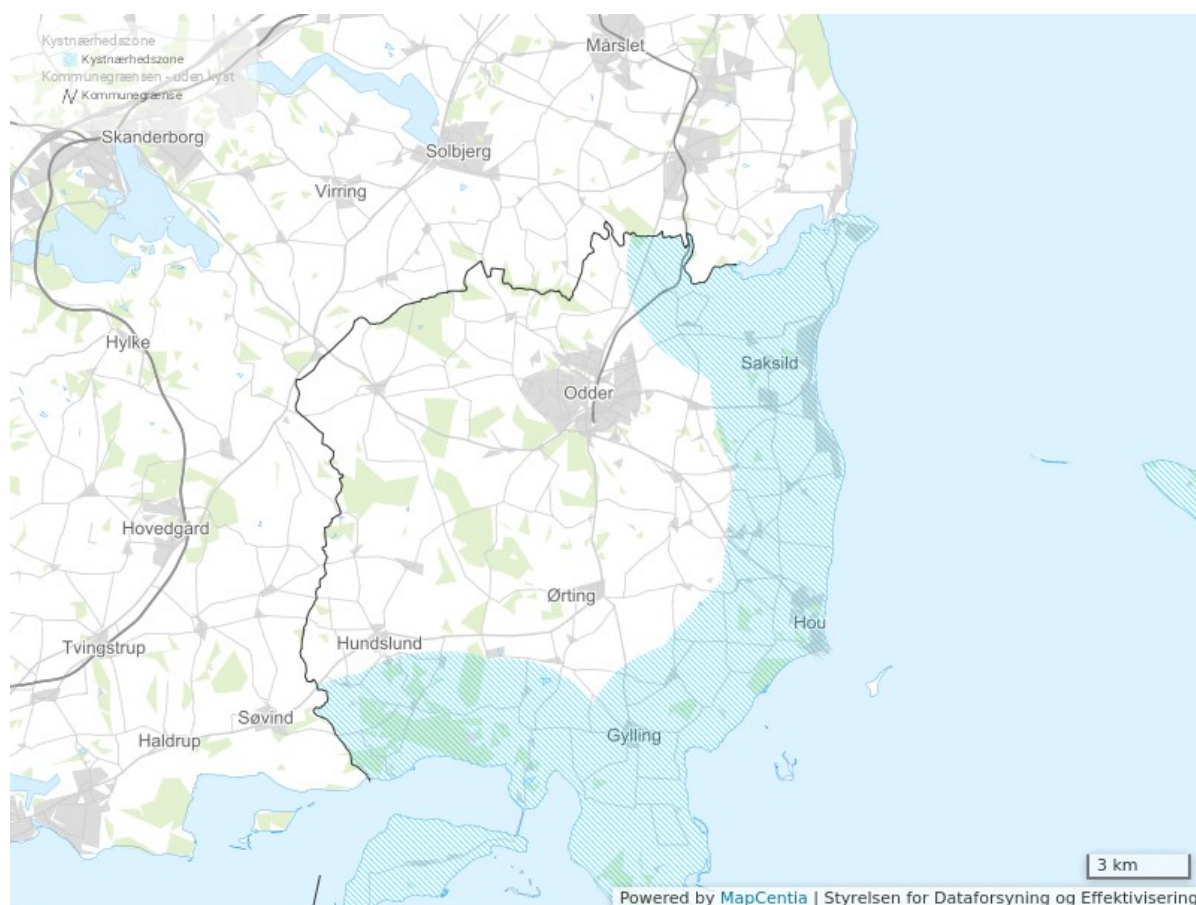 Kystnærhedszone
Kystnærhedszone
Kommunegrænsen - uden kyst
Kommunegrænse
Mårslet
Skanderborg
Solbjerg
Virring
Hylke
Saksild
Odder
Hovedgård
Ørting
Hou
Hundslund
Tvingstrup
Søvind
Haldrup
Gylling
3 km
Powered by MapCentia | Styrelsen for Dataforsyning og Effektivisering